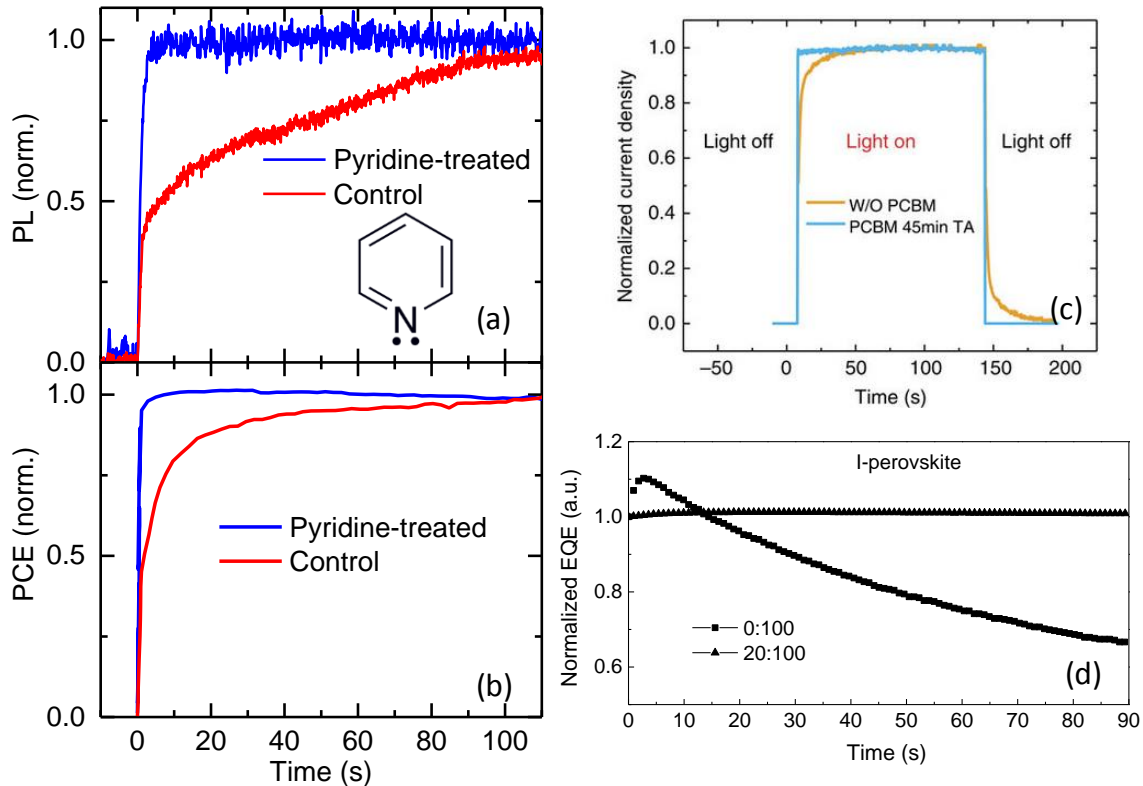 (a)
1.0
0.5
0.0
PL (norm.)
Pyridine-treated
Control
N
(b)
1.0
0.5
0.0
PCE (norm.)
Pyridine-treated
Control
0 20 40 60 80 100
Time (s)
1.0
0.8
0.6
0.4
0.2
0.0
Normalized current density
Light off
Light on
Light off
W/O PCBM
PCBM 45min TA
(c)
−50 0 50 100 150 200
Time (s)
1.2
1.0
0.8
0.6
Normalized EQE (a.u.)
I-perovskite
0:100
20:100
(d)
0 10 20 30 40 50 60 70 80 90
Time (s)